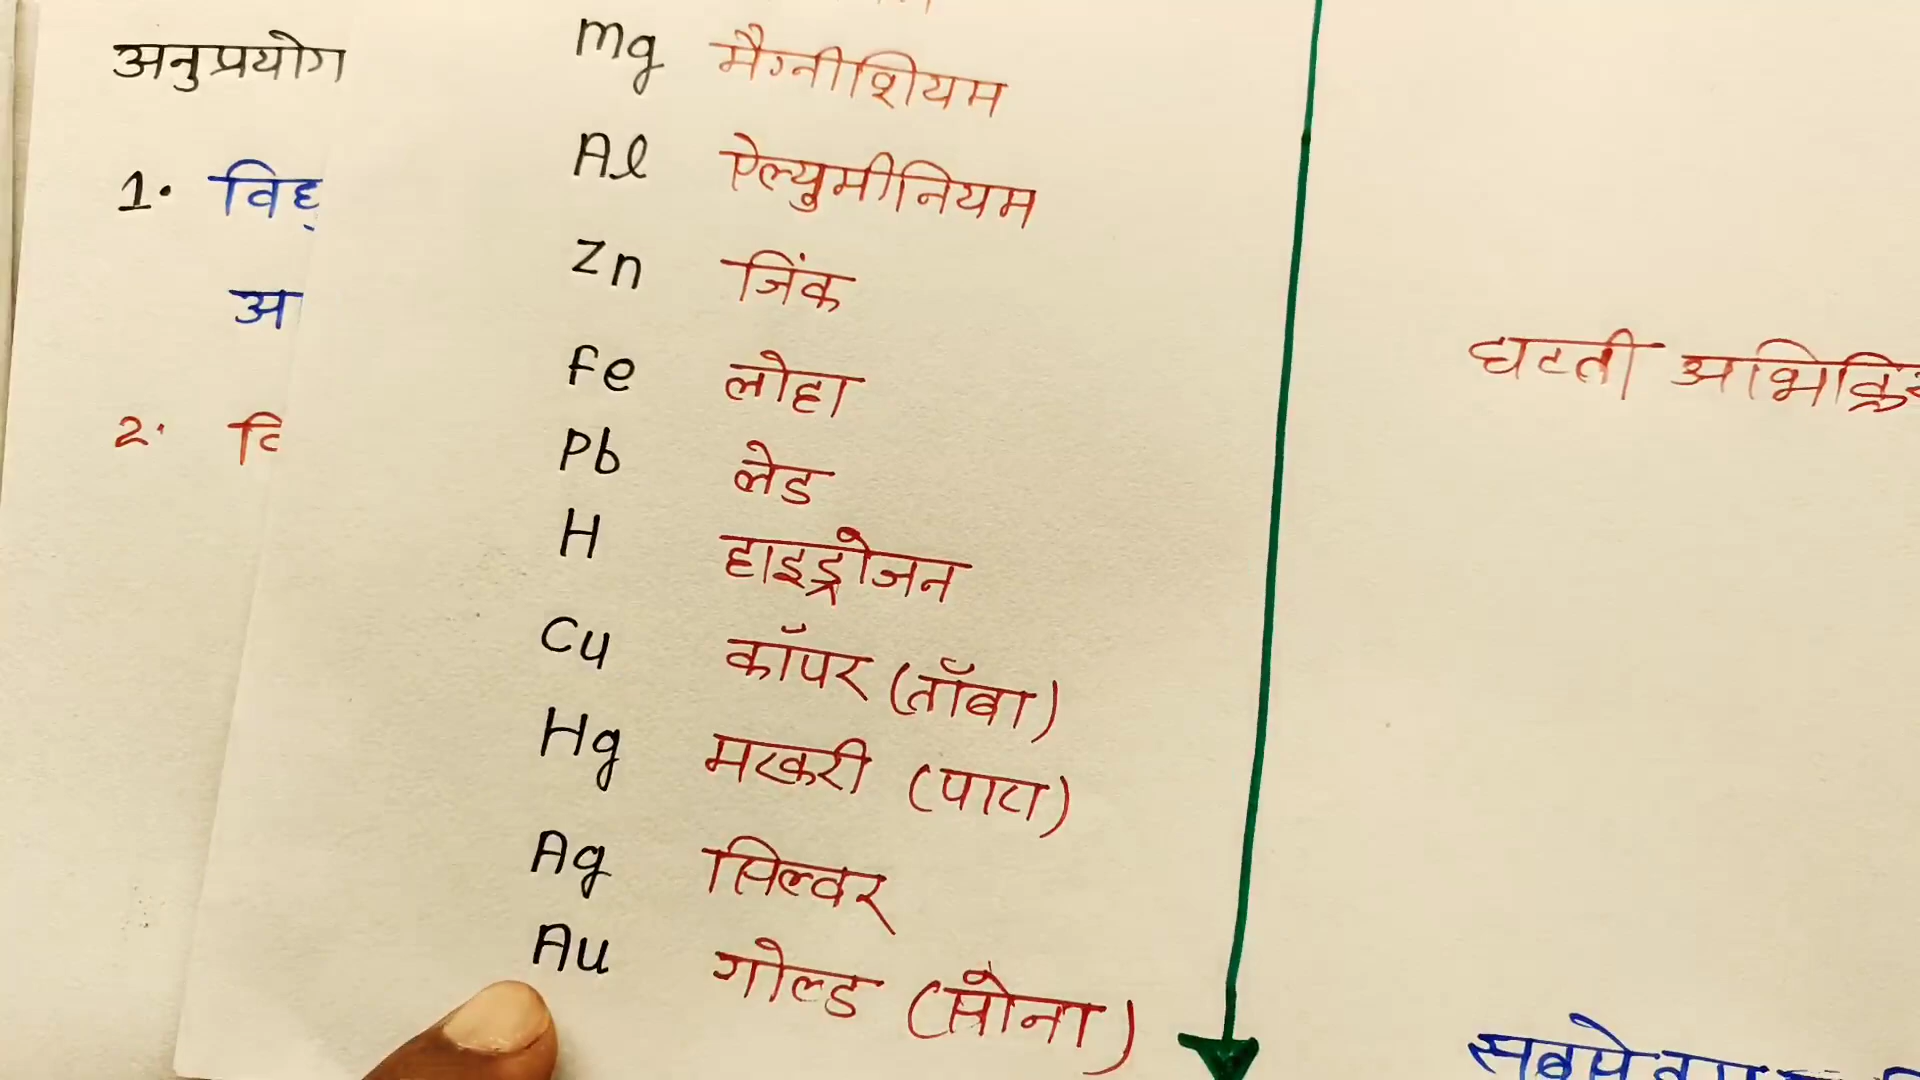 अनुप्रयोग
1. विद्
अ
2.
Mg मैग्नीशियम
Al ऐल्युमीनियम
Zn जिंक
Fe लोहा
Pb लेड
H हाइड्रोजन
Cu कॉपर (ताँबा)
Hg मरकरी (पारा)
Ag सिल्वर
Au गोल्ड (सोना)
घटती
सबसे